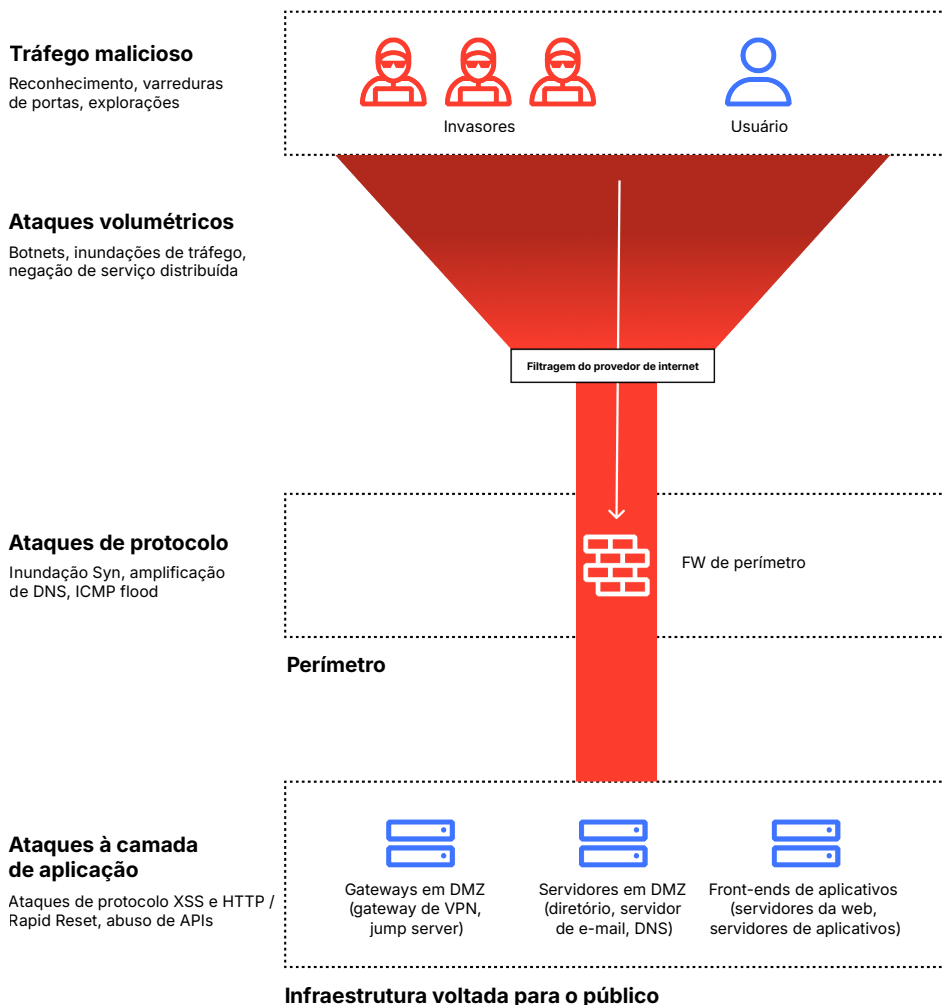 Tráfego malicioso
Reconhecimento, varreduras
de portas, explorações
Invasores
Usuário
Ataques volumétricos
Botnets, inundações de tráfego,
negação de serviço distribuída
Filtragem do provedor de internet
Ataques de protocolo
Inundação Syn, amplificação
de DNS, ICMP flood
FW de perímetro
Perímetro
Ataques à camada
de aplicação
Ataques de protocolo XSS e HTTP /
Rapid Reset, abuso de APIs
Gateways em DMZ
(gateway de VPN,
jump server)
Servidores em DMZ
(diretório, servidor
de e-mail, DNS)
Front-ends de aplicativos
(servidores da web,
servidores de aplicativos)
Infraestrutura voltada para o público